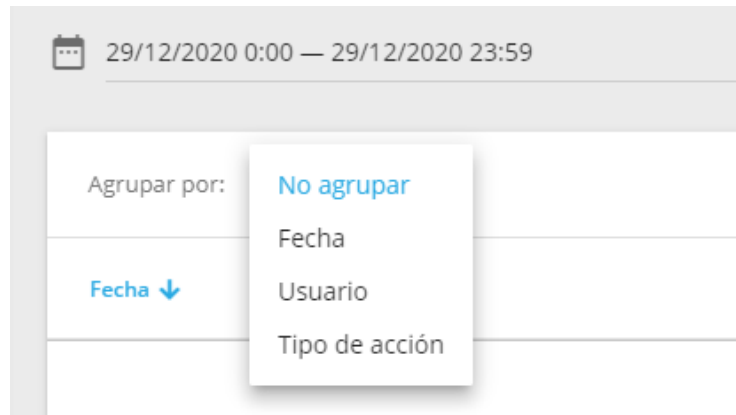 29/12/2020 0:00 — 29/12/2020 23:59
Agrupar por:
No agrupar
Fecha
Usuario
Tipo de acción
Fecha